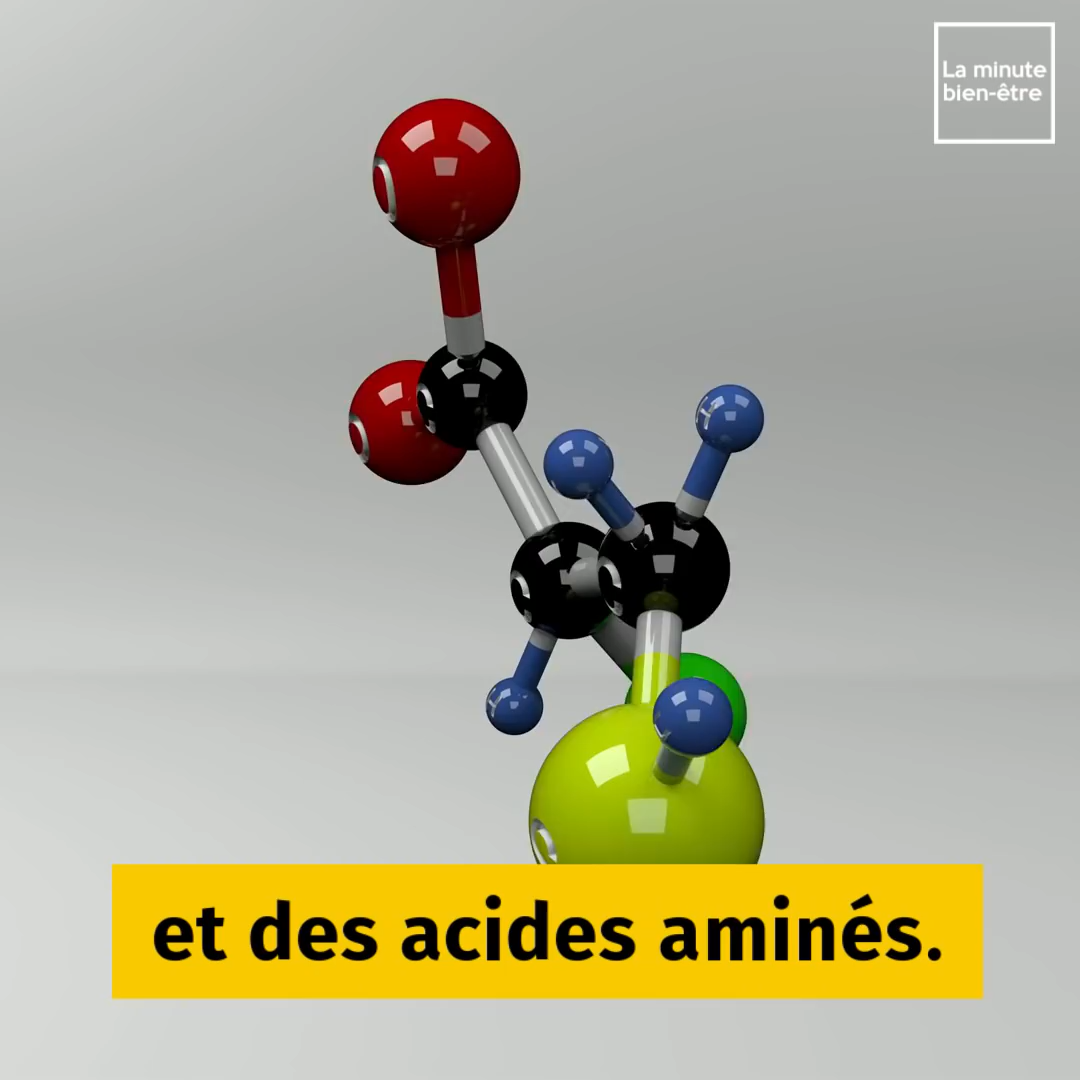 La minute
bien-être
O
C
O
H
C
C
H
et des acides aminés.